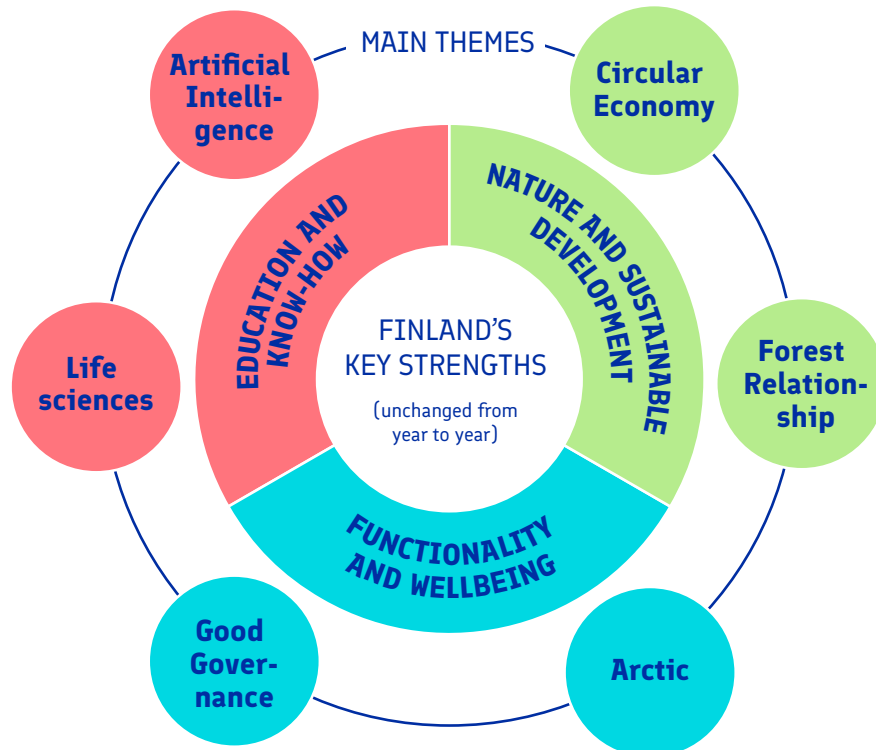 MAIN THEMES
Artificial
Intelli-
gence
Circular
Economy
EDUCATION AND
KNOW-HOW
NATURE AND SUSTAINABLE
DEVELOPMENT
FINLAND'S
KEY STRENGTHS
(unchanged from
year to year)
Life
sciences
Forest
Relation-
ship
FUNCTIONALITY
AND WELLBEING
Good
Gover-
nance
Arctic